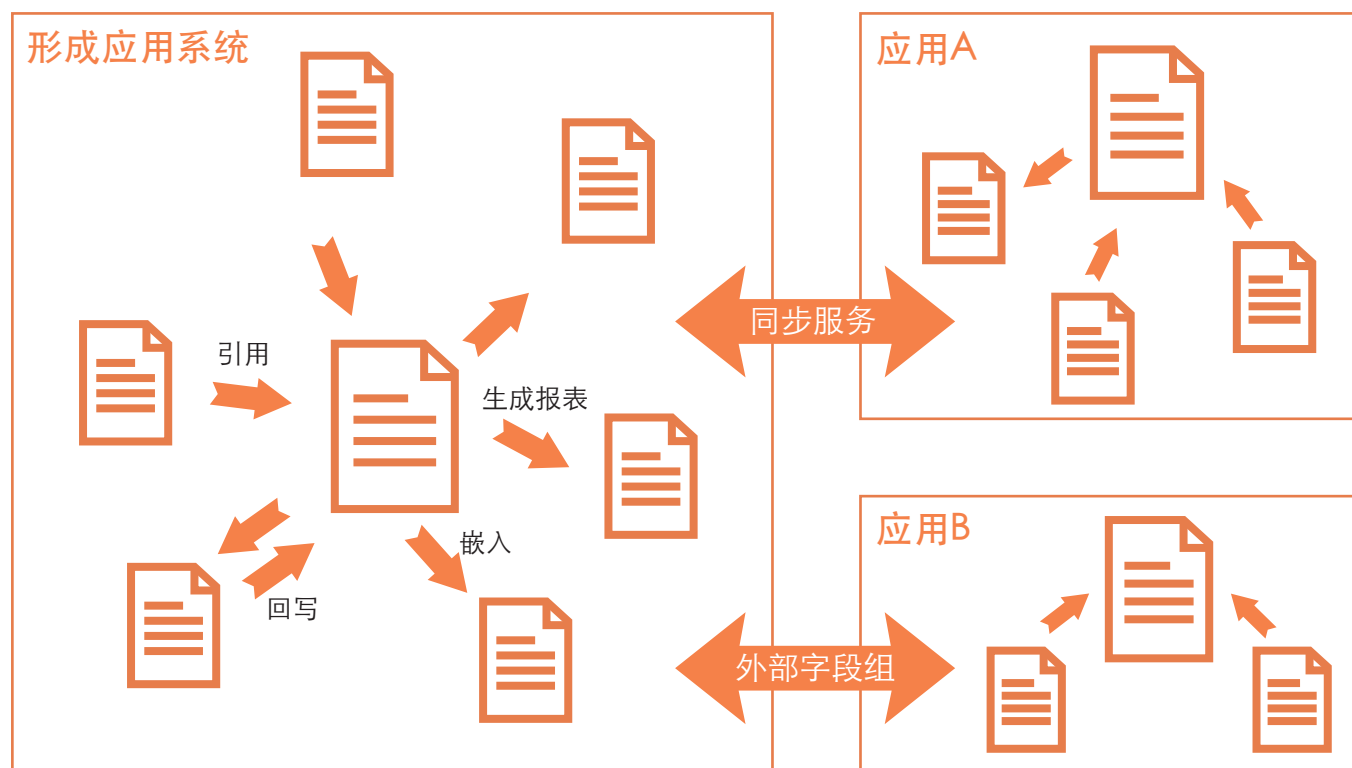 形成应用系统
应用A
引用
生成报表
嵌入
回写
同步服务
应用B
外部字段组